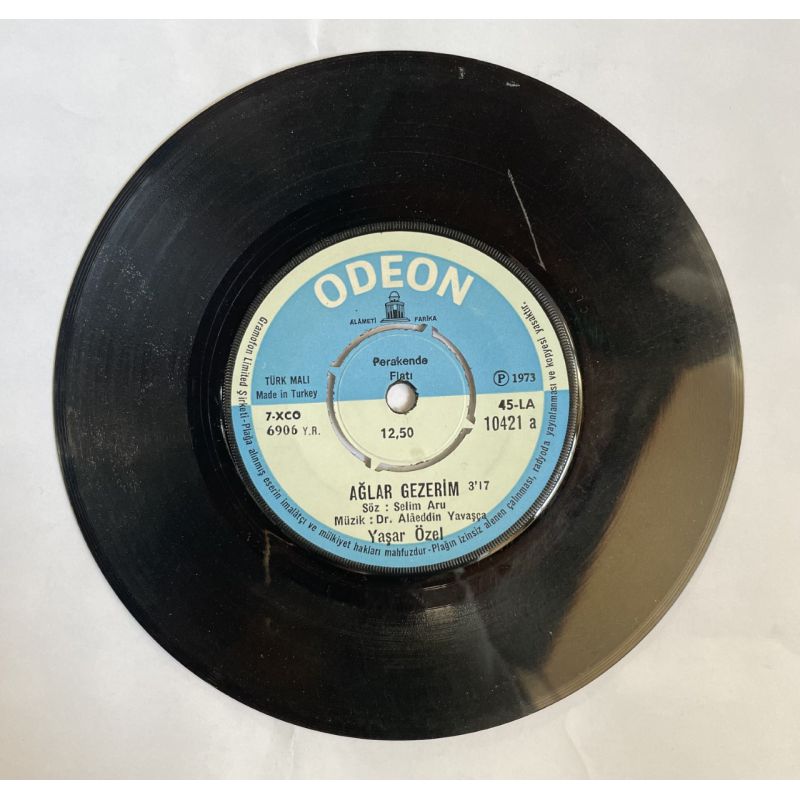 ODEON
ALÂMETİ FARİKA
Perakende
Fiatı
12,50
TÜRK MALI
Made in Turkey
7-XCO
6906 Y.R.
P 1973
45-LA
10421 a
AĞLAR GEZERİM 3'17
Söz : Selim Aru
Müzik : Dr. Alâeddin Yavaşça
Yaşar Özel
Gramofon Limited Şirketi - Plağa alınmış eserin imalâtçı ve mülkiyet hakları mahfuzdur - Plağın izinsiz alenen çalınması, radyoda yayınlanması ve kopyesi yasaktır.